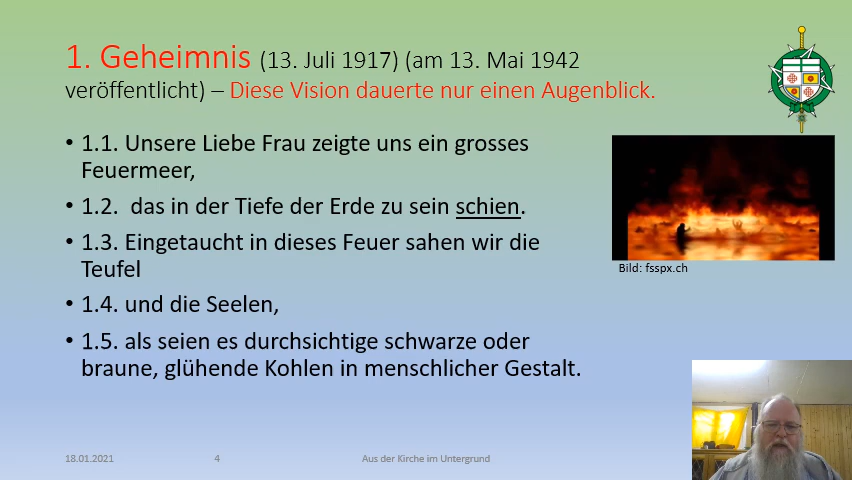 1. Geheimnis (13. Juli 1917) (am 13. Mai 1942
veröffentlicht) – Diese Vision dauerte nur einen Augenblick.
• 1.1. Unsere Liebe Frau zeigte uns ein grosses
Feuermeer,
• 1.2. das in der Tiefe der Erde zu sein schien.
• 1.3. Eingetaucht in dieses Feuer sahen wir die
Teufel
• 1.4. und die Seelen,
• 1.5. als seien es durchsichtige schwarze oder
braune, glühende Kohlen in menschlicher Gestalt.
Bild: fsspx.ch
18.01.2021
4
Aus der Kirche im Untergrund